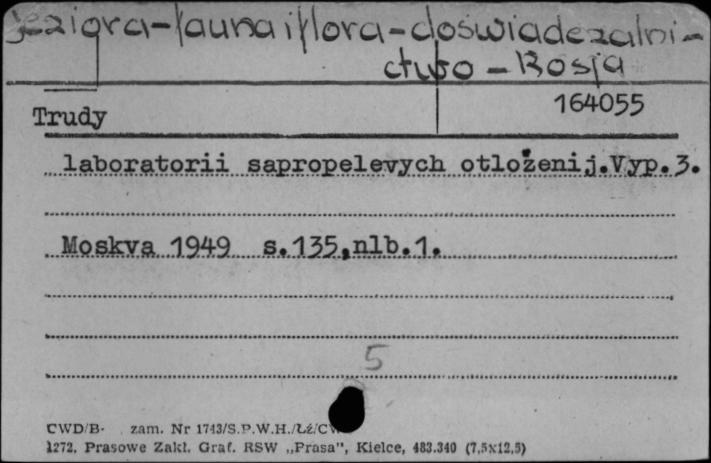 jeziora-fauna i flora-doświadczalni-
ctwo - Rosja
164055
Trudy
laboratorii sapropelevych otloženij.Vyp.3.
Moskva 1949 s.135,nlb.1.
5
CWD/B- zam. Nr 1743/S.P.W.H./Łź/CW
1272. Prasowe Zakł. Graf. RSW „Prasa", Kielce, 483.340 (7,5x12,5)